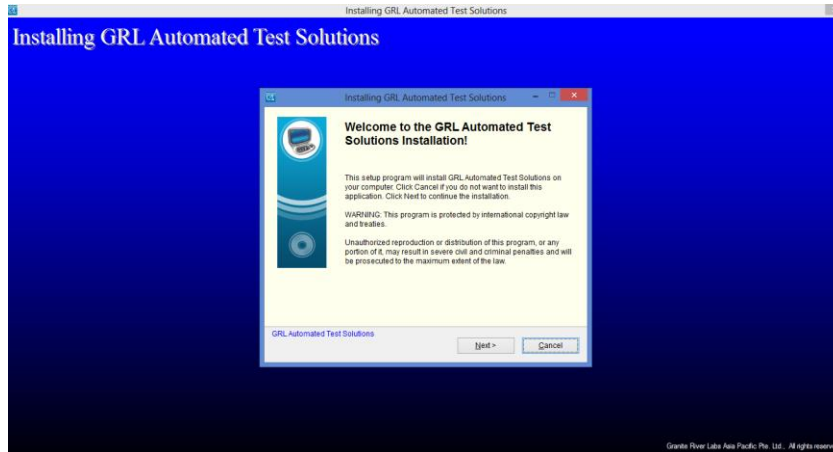 Installing GRL Automated Test Solutions
Installing GRL Automated Test Solutions
Installing GRL Automated Test Solutions
Welcome to the GRL Automated Test
Solutions Installation!
This setup program will install GRL Automated Test Solutions on
your computer. Click Cancel if you do not want to install this
application. Click Next to continue the installation.
WARNING: This program is protected by international copyright law
and treaties.
Unauthorized reproduction or distribution of this program, or any
portion of it, may result in severe civil and criminal penalties and will
be prosecuted to the maximum extent of the law.
GRL Automated Test Solutions
Next >
Cancel
Granite River Labs Asia Pacific Pte. Ltd., All rights reserv